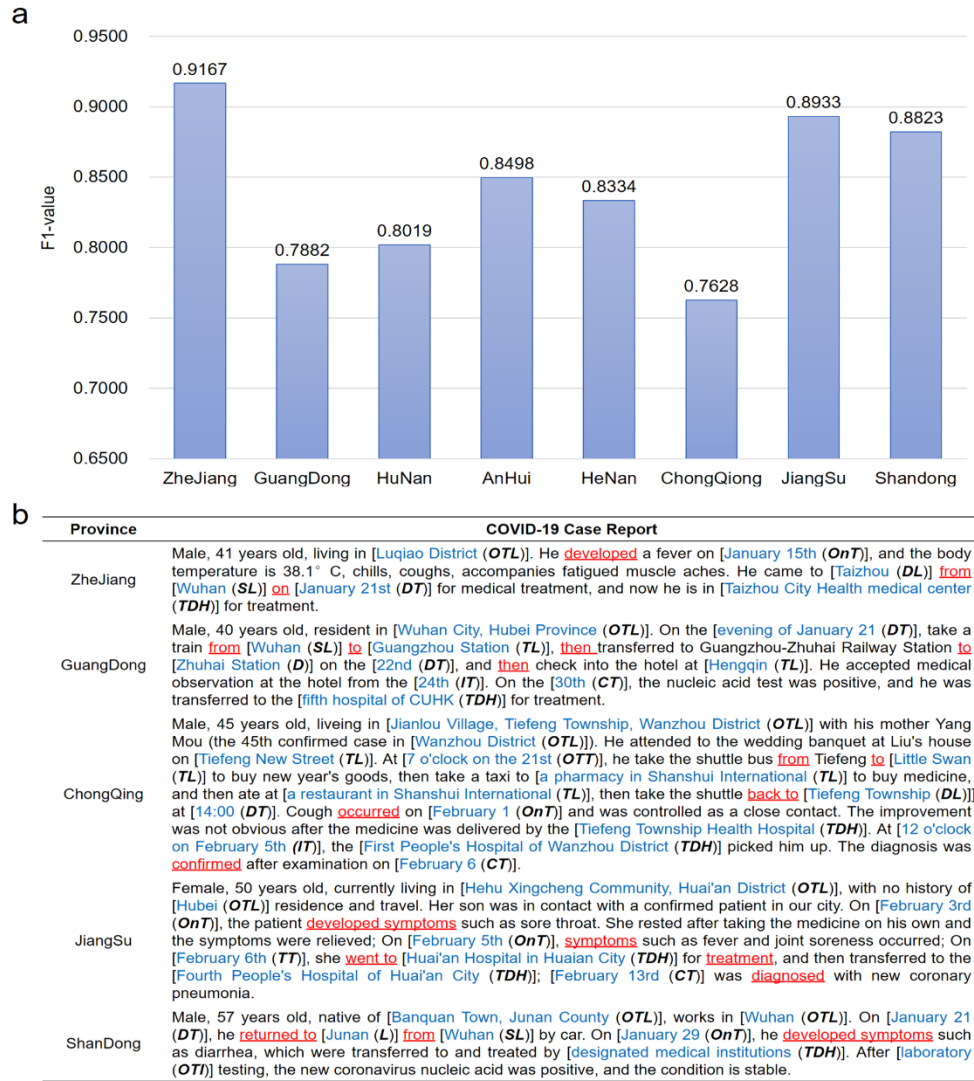 a
0.9500
0.9000
0.8500
0.8000
0.7500
0.7000
0.6500
F1-value
0.9167
0.7882
0.8019
0.8498
0.8334
0.7628
0.8933
0.8823
ZheJiang GuangDong HuNan AnHui HeNan ChongQiong JiangSu Shandong
b
Province COVID-19 Case Report
ZheJiang
Male, 41 years old, living in [Luqiao District (OTL)]. He developed a fever on [January 15th (OnT)], and the body
temperature is 38.1° C, chills, coughs, accompanies fatigued muscle aches. He came to [Taizhou (DL)] from
[Wuhan (SL)] on [January 21st (DT)] for medical treatment, and now he is in [Taizhou City Health medical center
(TDH)] for treatment.
GuangDong
Male, 40 years old, resident in [Wuhan City, Hubei Province (OTL)]. On the [evening of January 21 (DT)], take a
train from [Wuhan (SL)] to [Guangzhou Station (TL)], then transferred to Guangzhou-Zhuhai Railway Station to
[Zhuhai Station (D)] on the [22nd (DT)], and then check into the hotel at [Hengqin (TL)]. He accepted medical
observation at the hotel from the [24th (IT)]. On the [30th (CT)], the nucleic acid test was positive, and he was
transferred to the [fifth hospital of CUHK (TDH)] for treatment.
ChongQing
Male, 45 years old, liveing in [Jianlou Village, Tiefeng Township, Wanzhou District (OTL)] with his mother Yang
Mou (the 45th confirmed case in [Wanzhou District (OTL)]). He attended to the wedding banquet at Liu's house
on [Tiefeng New Street (TL)]. At [7 o'clock on the 21st (OTT)], he take the shuttle bus from Tiefeng to [Little Swan
(TL)] to buy new year's goods, then take a taxi to [a pharmacy in Shanshui International (TL)] to buy medicine,
and then ate at [a restaurant in Shanshui International (TL)], then take the shuttle back to [Tiefeng Township (DL)]]
at [14:00 (DT)]. Cough occurred on [February 1 (OnT)] and was controlled as a close contact. The improvement
was not obvious after the medicine was delivered by the [Tiefeng Township Health Hospital (TDH)]. At [12 o'clock
on February 5th (IT)], the [First People's Hospital of Wanzhou District (TDH)] picked him up. The diagnosis was
confirmed after examination on [February 6 (CT)].
JiangSu
Female, 50 years old, currently living in [Hehu Xingcheng Community, Huai'an District (OTL)], with no history of
[Hubei (OTL)] residence and travel. Her son was in contact with a confirmed patient in our city. On [February 3rd
(OnT)], the patient developed symptoms such as sore throat. She rested after taking the medicine on his own and
the symptoms were relieved; On [February 5th (OnT)], symptoms such as fever and joint soreness occurred; On
[February 6th (TT)], she went to [Huai'an Hospital in Huaian City (TDH)] for treatment, and then transferred to the
[Fourth People's Hospital of Huai'an City (TDH)]; [February 13rd (CT)] was diagnosed with new coronary
pneumonia.
ShanDong
Male, 57 years old, native of [Banquan Town, Junan County (OTL)], works in [Wuhan (OTL)]. On [January 21
(DT)], he returned to [Junan (L)] from [Wuhan (SL)] by car. On [January 29 (OnT)], he developed symptoms such
as diarrhea, which were transferred to and treated by [designated medical institutions (TDH)]. After [laboratory
(OTI)] testing, the new coronavirus nucleic acid was positive, and the condition is stable.